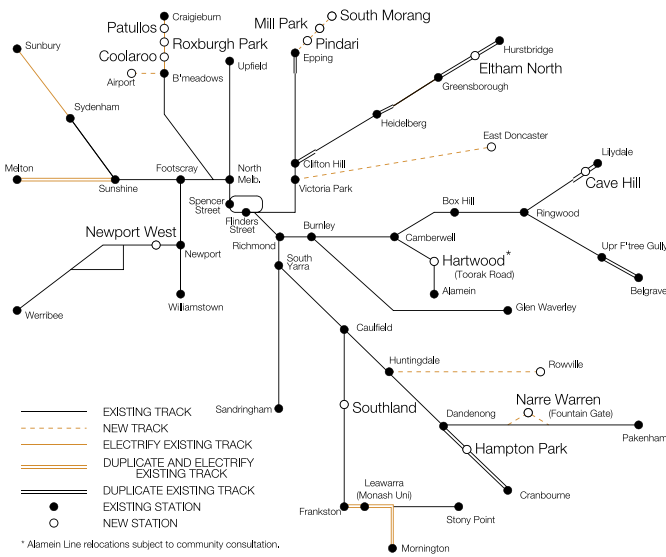 Craigieburn
South Morang
Mill Park
Patullos
Roxburgh Park
Pindari
Sunbury
Hurstbridge
Coolaroo
Epping
Eltham North
Airport
B'meadows
Upfield
Greensborough
Sydenham
Heidelberg
East Doncaster
Lilydale
Melton
Footscray
North
Melb.
Clifton Hill
Cave Hill
Sunshine
Victoria Park
Spencer
Street
Box Hill
Flinders
Street
Ringwood
Newport West
Burnley
Richmond
Camberwell
Upr F'tree Gully
Newport
South
Yarra
Hartwood*
(Toorak Road)
Belgrave
Alamein
Williamstown
Werribee
Glen Waverley
Caulfield
Huntingdale
Rowville
Sandringham
Southland
Narre Warren
(Fountain Gate)
Dandenong
Pakenham
Hampton Park
Cranbourne
Leawarra
(Monash Uni)
Frankston
Stony Point
Mornington
EXISTING TRACK
NEW TRACK
ELECTRIFY EXISTING TRACK
DUPLICATE AND ELECTRIFY
EXISTING TRACK
DUPLICATE EXISTING TRACK
EXISTING STATION
NEW STATION
* Alamein Line relocations subject to community consultation.